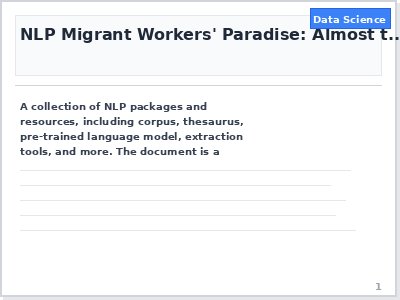 Data Science
NLP Migrant Workers' Paradise: Almost t..
A collection of NLP packages and
resources, including corpus, thesaurus,
pre-trained language model, extraction
tools, and more. The document is a
1